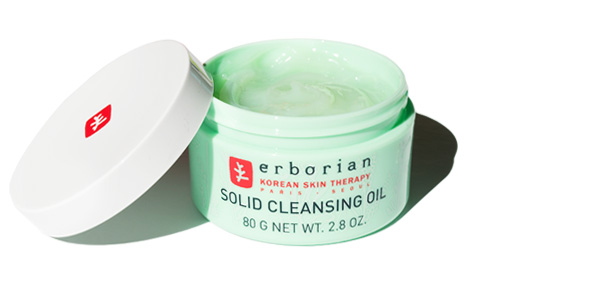 erborian
KOREAN SKIN THERAPY
PARIS · SEOUL
SOLID CLEANSING OIL
80 G NET WT. 2.8 OZ.